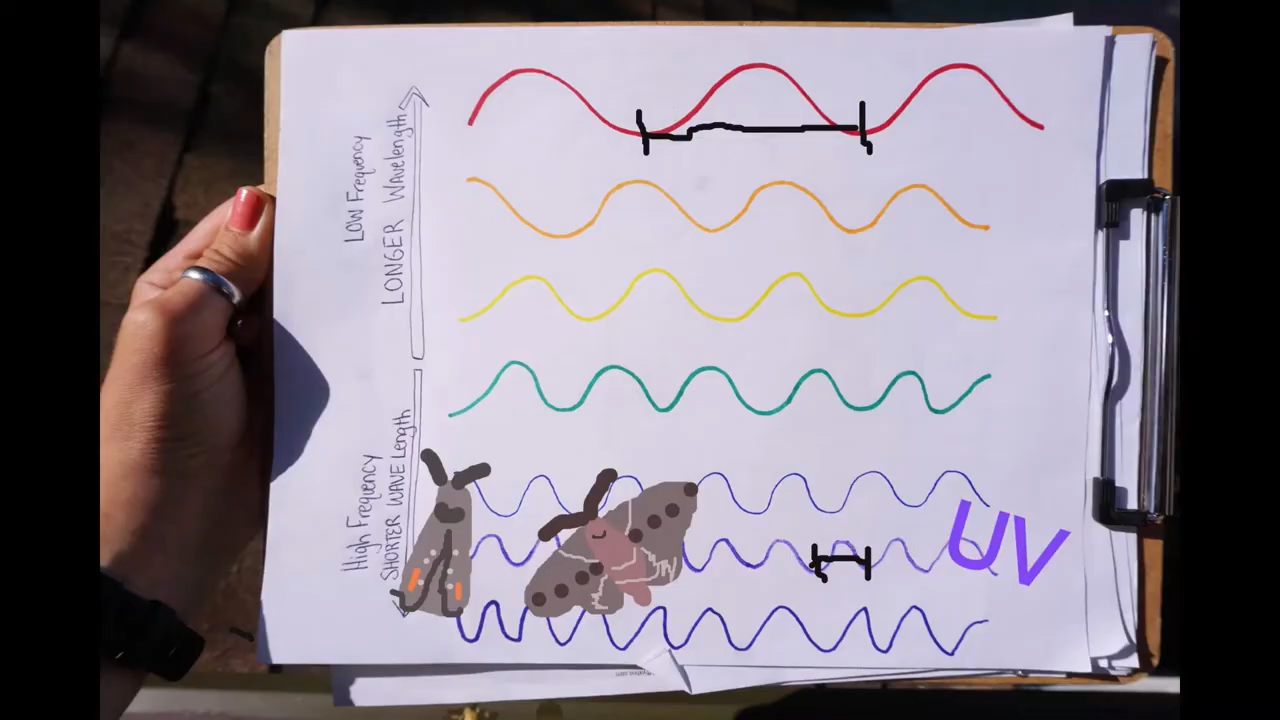 LOW Frequency
LONGER Wavelength
High Frequency
SHORTER WAVE Length
UV